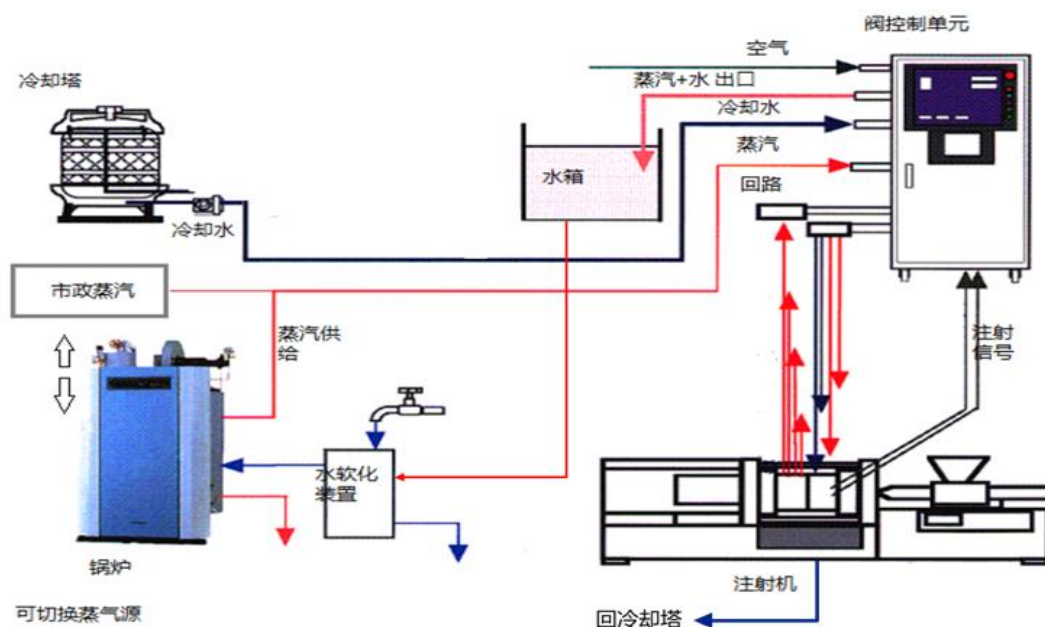 阀控制单元
空气
冷却塔
蒸汽+水 出口
冷却水
蒸汽
水箱
回路
冷却水
市政蒸汽
蒸汽供
给
注射
信号
水软化
装置
锅炉
注射机
可切换蒸气源
回冷却塔